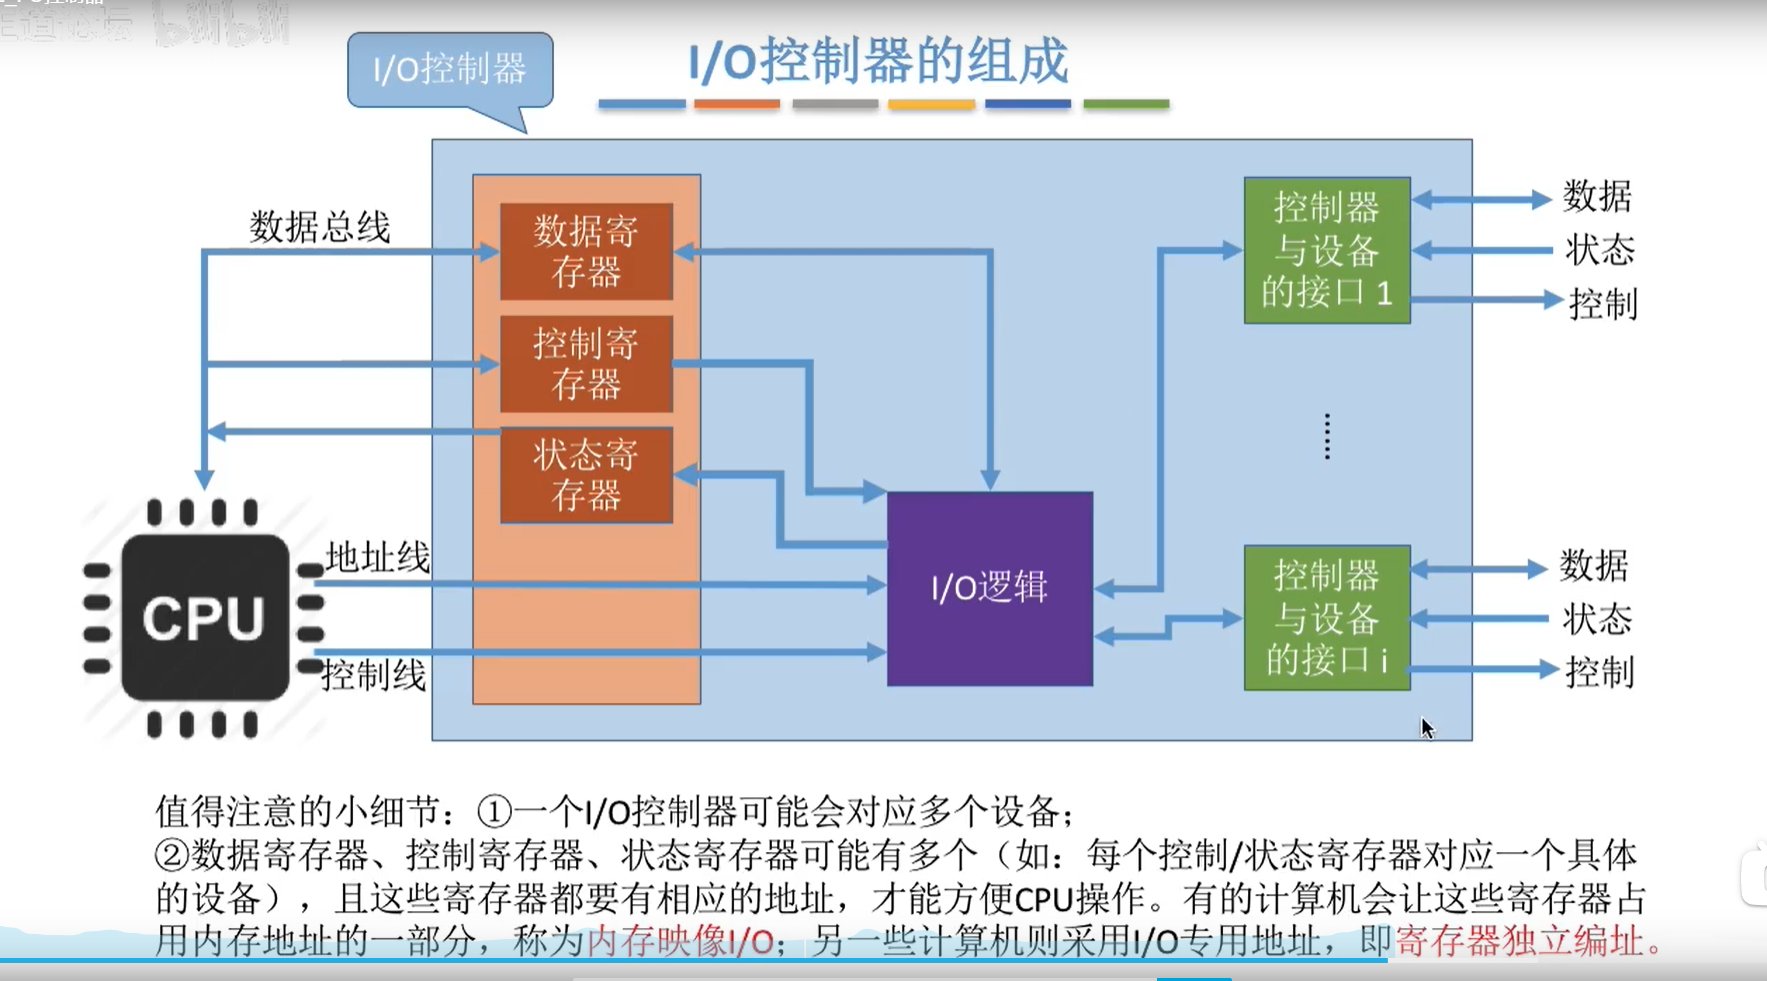 I/O控制器
I/O控制器的组成
数据总线
数据寄
存器
控制寄
存器
状态寄
存器
地址线
CPU
控制线
I/O逻辑
控制器
与设备
的接口 1
数据
状态
控制
控制器
与设备
的接口 i
数据
状态
控制
值得注意的小细节：①一个I/O控制器可能会对应多个设备；
②数据寄存器、控制寄存器、状态寄存器可能有多个（如：每个控制/状态寄存器对应一个具体
的设备），且这些寄存器都要有相应的地址，才能方便CPU操作。有的计算机会让这些寄存器占
用内存地址的一部分，称为内存映像I/O；另一些计算机则采用I/O专用地址，即寄存器独立编址。